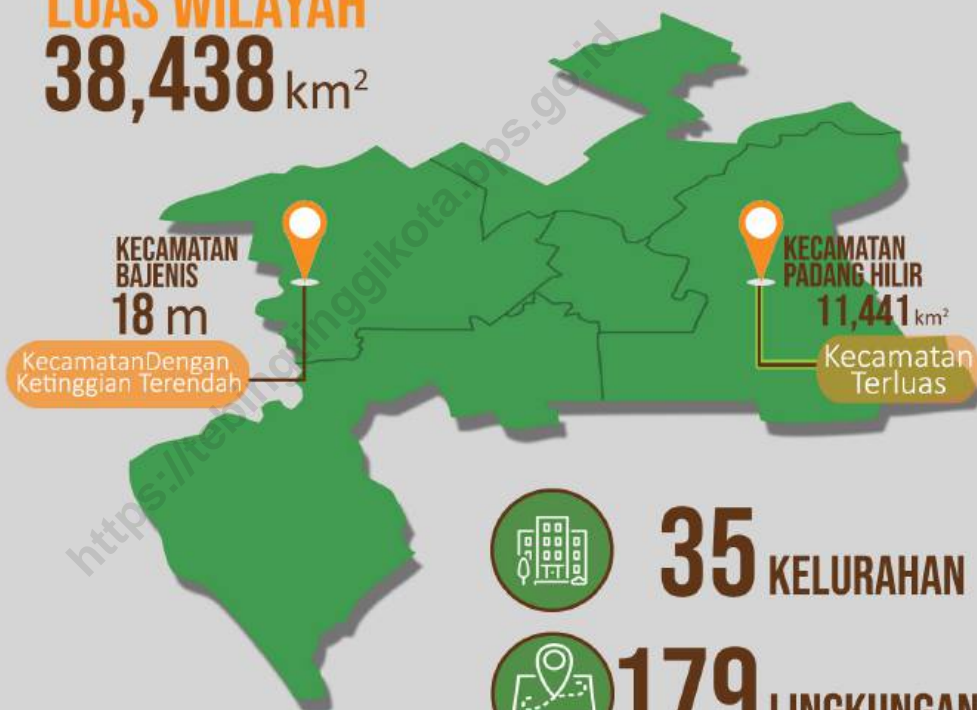 LUAS WILAYAH
38,438 km²
KECAMATAN
BAJENIS
18 m
KecamatanDengan
Ketinggian Terendah
KECAMATAN
PADANG HILIR
11,441 km²
Kecamatan
Terluas
35 KELURAHAN
179 LINGKUNGAN
https://tebingtinggikota.bps.go.id